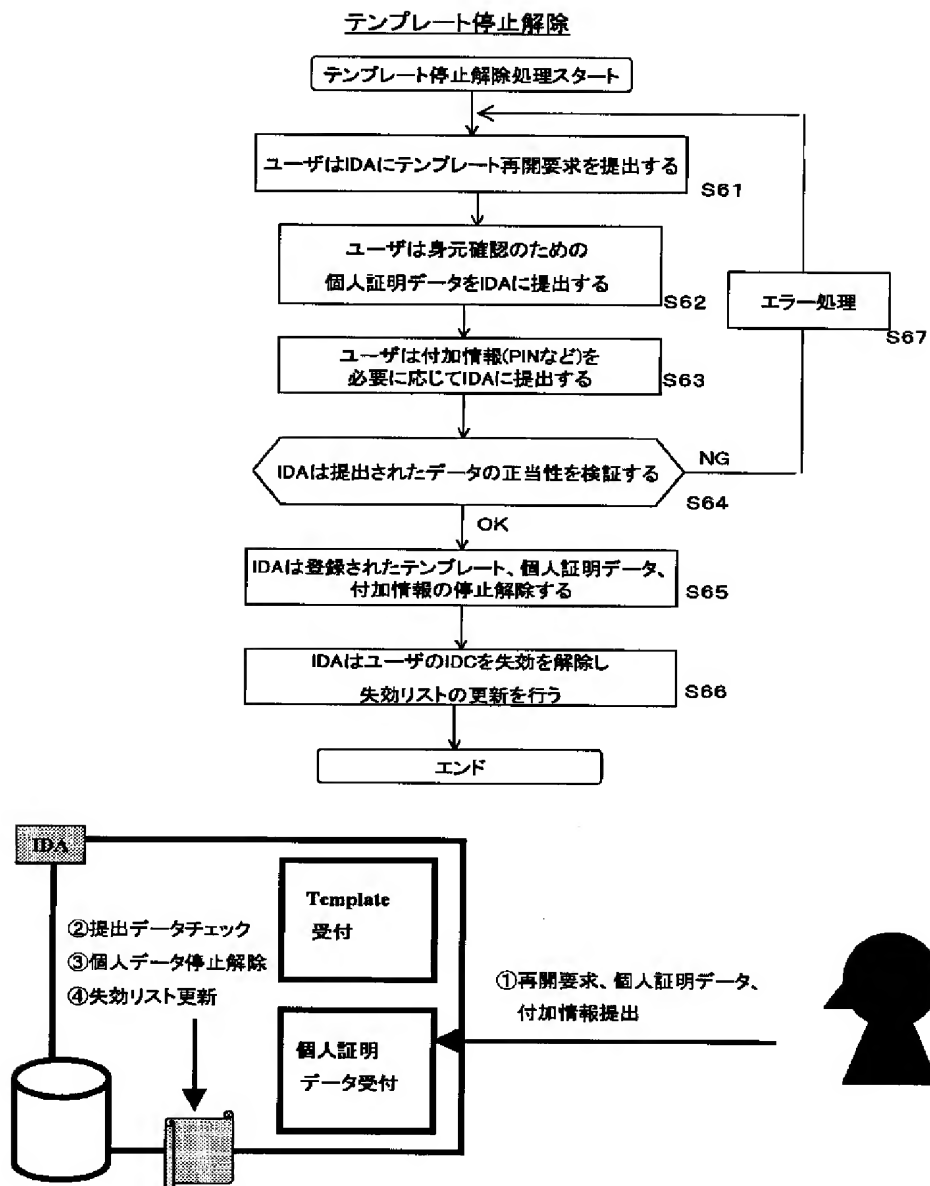 テンプレート停止解除
テンプレート停止解除処理スタート
ユーザはIDAにテンプレート再開要求を提出する
S61
ユーザは身元確認のための
個人証明データをIDAに提出する
S62
エラー処理
S67
ユーザは付加情報(PINなど)を
必要に応じてIDAに提出する
S63
IDAは提出されたデータの正当性を検証する
NG
S64
OK
IDAは登録されたテンプレート、個人証明データ、
付加情報の停止解除する
S65
IDAはユーザのIDCを失効を解除し
失効リストの更新を行う
S66
エンド
IDA
Template
受付
②提出データチェック
③個人データ停止解除
④失効リスト更新
①再開要求、個人証明データ、
付加情報提出
個人証明
データ受付